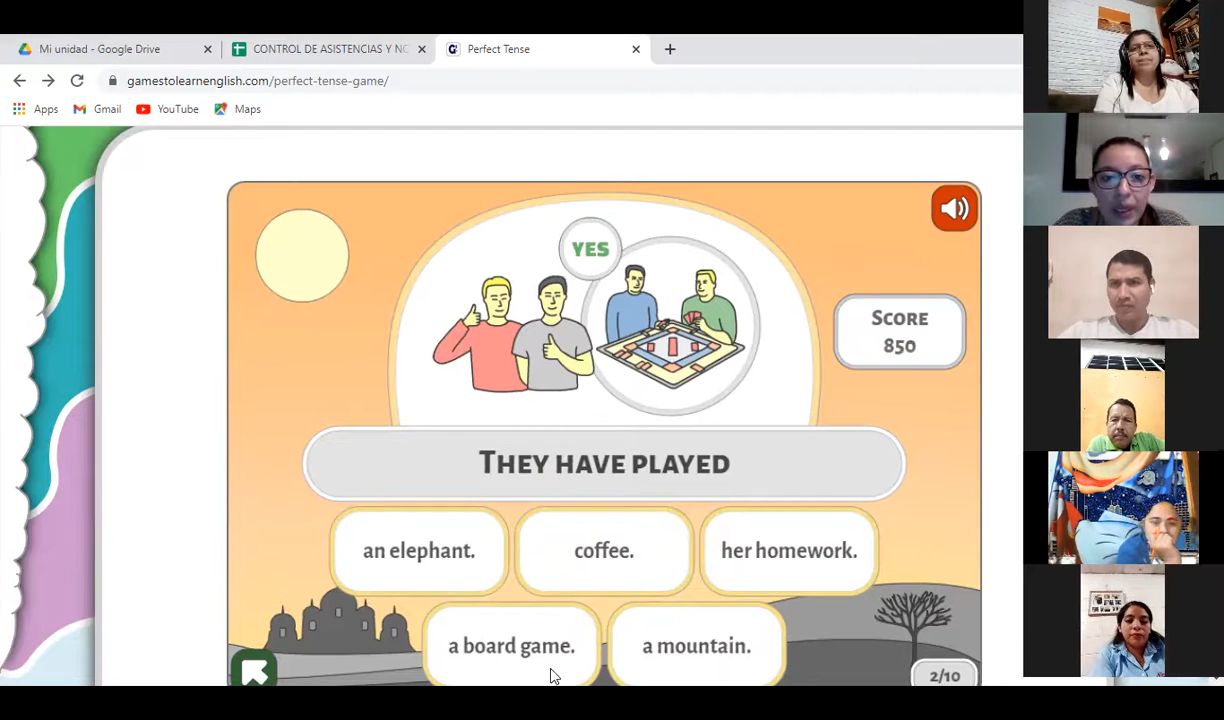 Mi unidad - Google Drive
CONTROL DE ASISTENCIAS Y NO
Perfect Tense
gamestolearnenglish.com/perfect-tense-game/
Apps Gmail YouTube Maps
YES
SCORE
850
THEY HAVE PLAYED
an elephant. coffee. her homework.
a board game. a mountain.
2/10